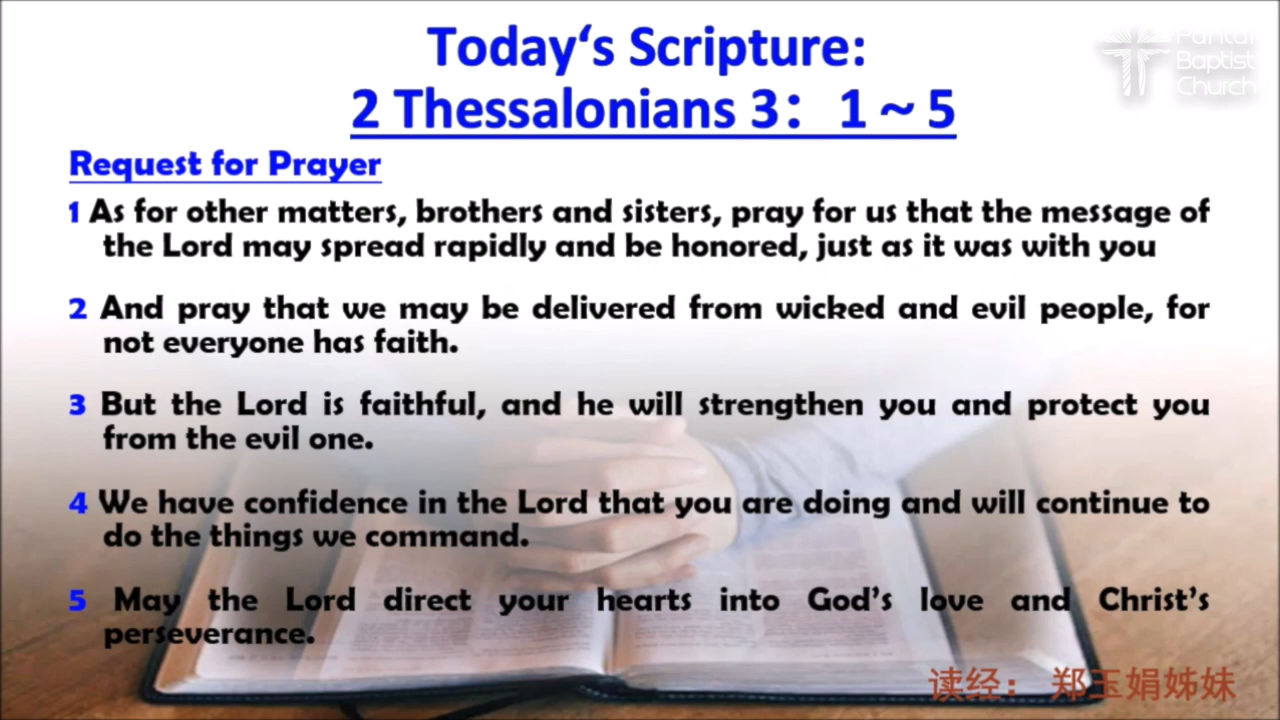 Today‘s Scripture:
2 Thessalonians 3：1～5
Pantai
Baptist
Church
Request for Prayer
1 As for other matters, brothers and sisters, pray for us that the message of
the Lord may spread rapidly and be honored, just as it was with you
2 And pray that we may be delivered from wicked and evil people, for
not everyone has faith.
3 But the Lord is faithful, and he will strengthen you and protect you
from the evil one.
4 We have confidence in the Lord that you are doing and will continue to
do the things we command.
5 May the Lord direct your hearts into God’s love and Christ’s
perseverance.
读经： 郑玉娟姊妹